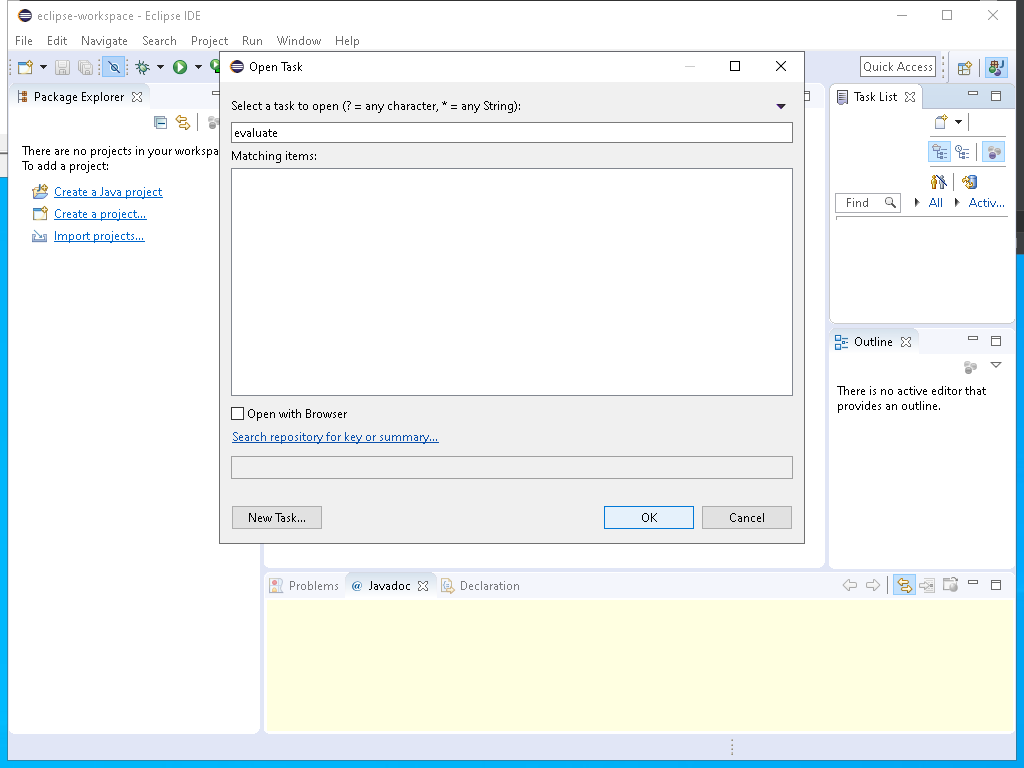 eclipse-workspace - Eclipse IDE
File Edit Navigate Search Project Run Window Help
Quick Access
Package Explorer
There are no projects in your workspa
To add a project:
Create a Java project
Create a project...
Import projects...
Open Task
Select a task to open (? = any character, * = any String):
evaluate
Matching items:
Open with Browser
Search repository for key or summary...
New Task...
OK
Cancel
Task List
Find
All
Activ...
Outline
There is no active editor that
provides an outline.
Problems
@ Javadoc
Declaration